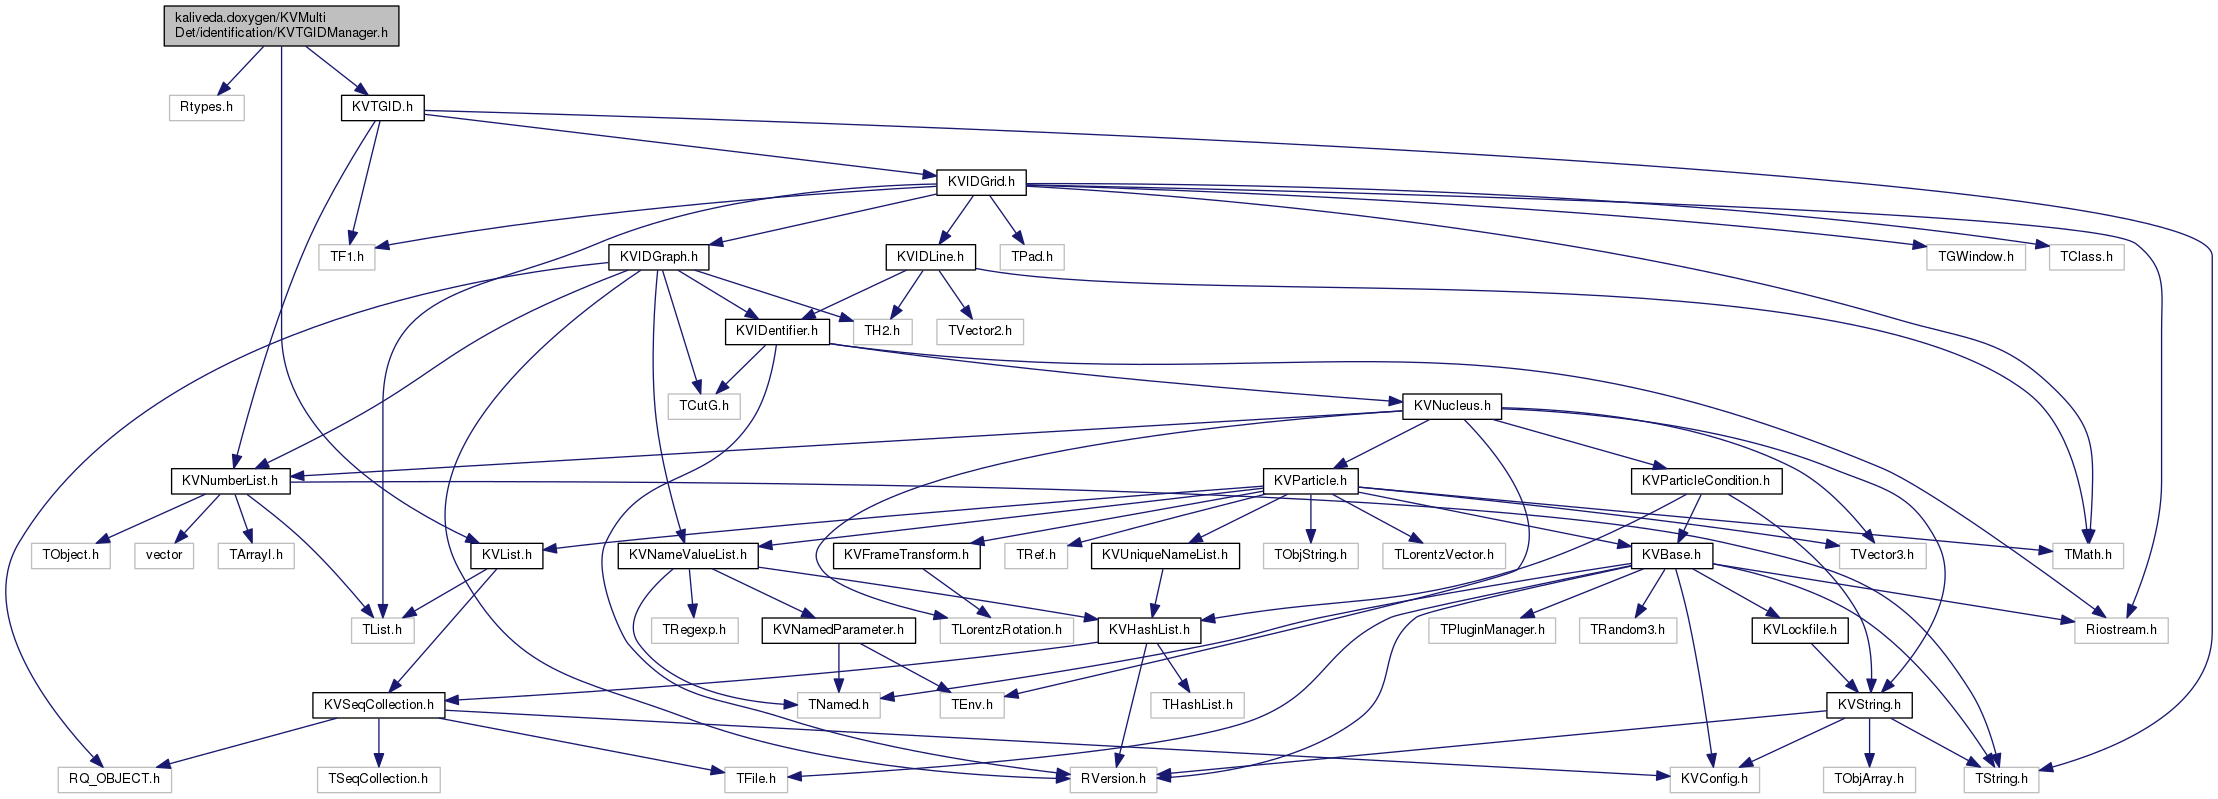 kaliveda.doxygen/KVMulti
Det/identification/KVTGIDManager.h
Rtypes.h
KVTGID.h
KVIDGrid.h
TF1.h
KVIDGraph.h
KVIDLine.h
TPad.h
TGWindow.h
TClass.h
KVIDentifier.h
TH2.h
TVector2.h
TCutG.h
KVNucleus.h
KVNumberList.h
KVParticle.h
KVParticleCondition.h
TObject.h
vector
TArrayI.h
KVList.h
KVNameValueList.h
KVFrameTransform.h
TRef.h
KVUniqueNameList.h
TObjString.h
TLorentzVector.h
KVBase.h
TVector3.h
TMath.h
TList.h
TRegexp.h
KVNamedParameter.h
TLorentzRotation.h
KVHashList.h
TPluginManager.h
TRandom3.h
KVLockfile.h
Riostream.h
KVSeqCollection.h
TNamed.h
TEnv.h
THashList.h
KVString.h
RQ_OBJECT.h
TSeqCollection.h
TFile.h
RVersion.h
KVConfig.h
TObjArray.h
TString.h